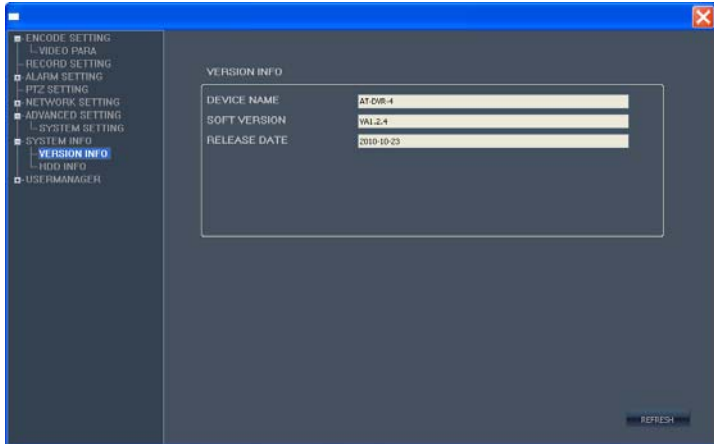 ENCODE SETTING
VIDEO PARA
RECORD SETTING
ALARM SETTING
PTZ SETTING
NETWORK SETTING
ADVANCED SETTING
SYSTEM SETTING
SYSTEM INFO
VERSION INFO
HDD INFO
USERMANAGER
VERSION INFO
DEVICE NAME AT-DVR-4
SOFT VERSION VA1.2.4
RELEASE DATE 2010-10-23
REFRESH